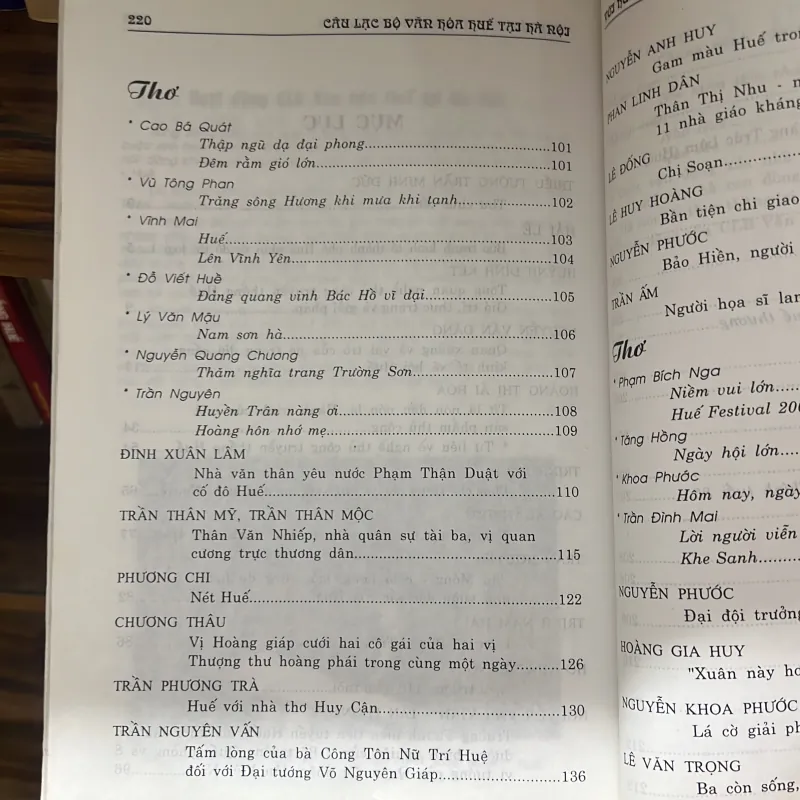 220 CÂU LẠC BỘ VĂN HÓA HUẾ TẠI HÀ NỘI
Thơ
* Cao Bá Quát
Thập ngũ dạ đại phong.....101
Đêm rằm gió lớn.....101
* Vũ Tông Phan
Trăng sông Hương khi mưa khi tạnh.....102
* Vĩnh Mai
Huế.....103
Lên Vĩnh Yên.....104
* Đỗ Viết Huề
Đảng quang vinh Bác Hồ vĩ đại.....105
* Lý Văn Mậu
Nam sơn hà.....106
* Nguyễn Quang Chương
Thăm nghĩa trang Trường Sơn.....107
* Trần Nguyên
Huyền Trân nàng ơi.....108
Hoàng hôn nhớ mẹ.....109
ĐINH XUÂN LÂM
Nhà văn thân yêu nước Phạm Thận Duật với
cố đô Huế.....110
TRẦN THÂN MỸ, TRẦN THÂN MỘC
Thân Văn Nhiếp, nhà quân sự tài ba, vị quan
cương trực thương dân.....115
PHƯƠNG CHI
Nét Huế.....122
CHƯƠNG THÂU
Vị Hoàng giáp cưới hai cô gái của hai vị
Thượng thư hoàng phái trong cùng một ngày.....126
TRẦN PHƯƠNG TRÀ
Huế với nhà thơ Huy Cận.....130
TRẦN NGUYÊN VẤN
Tấm lòng của bà Công Tôn Nữ Trí Huệ
đối với Đại tướng Võ Nguyên Giáp.....136
NGUYỄN ANH HUY
Gam màu Huế
PHAN LINH DÂN
Thân Thị Nhu -
11 nhà giáo
LÊ ĐỐNG
Chị Soạn.....
LÊ HUY HOÀNG
Bần tiện chi giao
NGUYỄN PHƯỚC
Bảo Hiền, người
TRẦN ẤM
Người họa sĩ
Thơ
* Phạm Bích Nga
Niềm vui lớn.....
Huế Festival
* Tăng Hồng
Ngày hội lớn.....
* Khoa Phước
Hôm nay, ngày
* Trần Đình Mai
Lời người viễn
Khe Sanh.....
NGUYỄN PHƯỚC
Đại đội trưởng
HOÀNG GIA HUY
"Xuân này
NGUYỄN KHOA PHƯỚC
Lá cờ giải
LÊ VĂN TRỌNG
Ba còn sống,